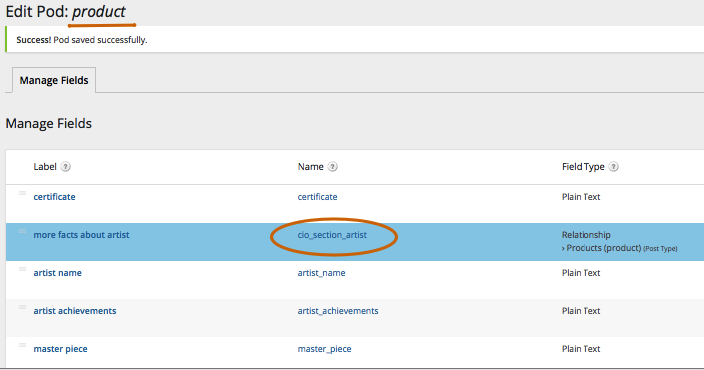 Edit Pod: product
Success! Pod saved successfully.
Manage Fields
Manage Fields
Label ? Name ? Field Type ?
certificate certificate Plain Text
more facts about artist cio_section_artist Relationship
› Products (product) (Post Type)
artist name artist_name Plain Text
artist achievements artist_achievements Plain Text
master piece master_piece Plain Text